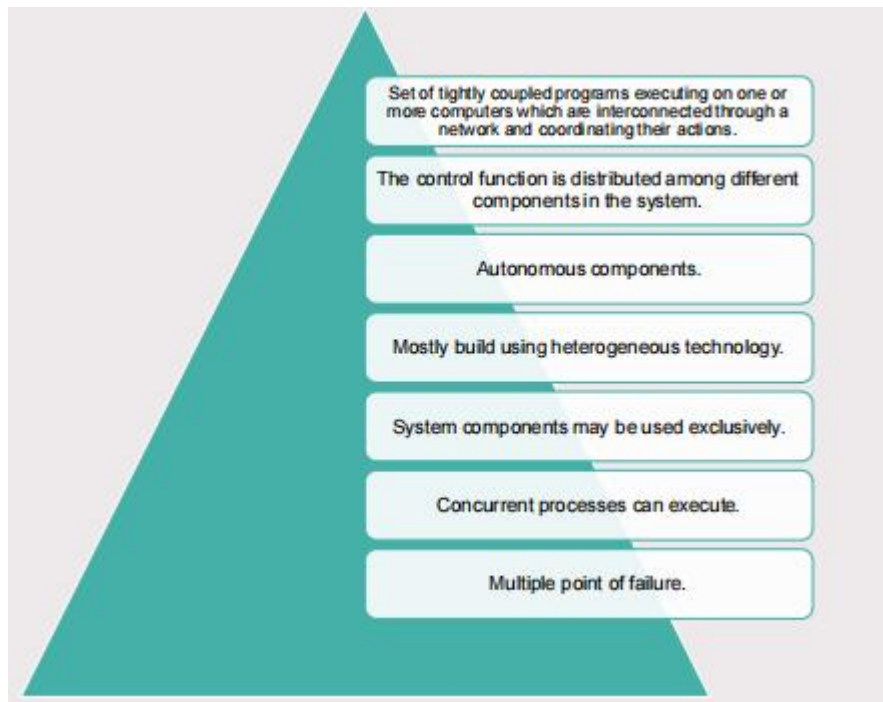 Set of tightly coupled programs executing on one or
more computers which are interconnected through a
network and coordinating their actions.
The control function is distributed among different
components in the system.
Autonomous components.
Mostly build using heterogeneous technology.
System components may be used exclusively.
Concurrent processes can execute.
Multiple point of failure.